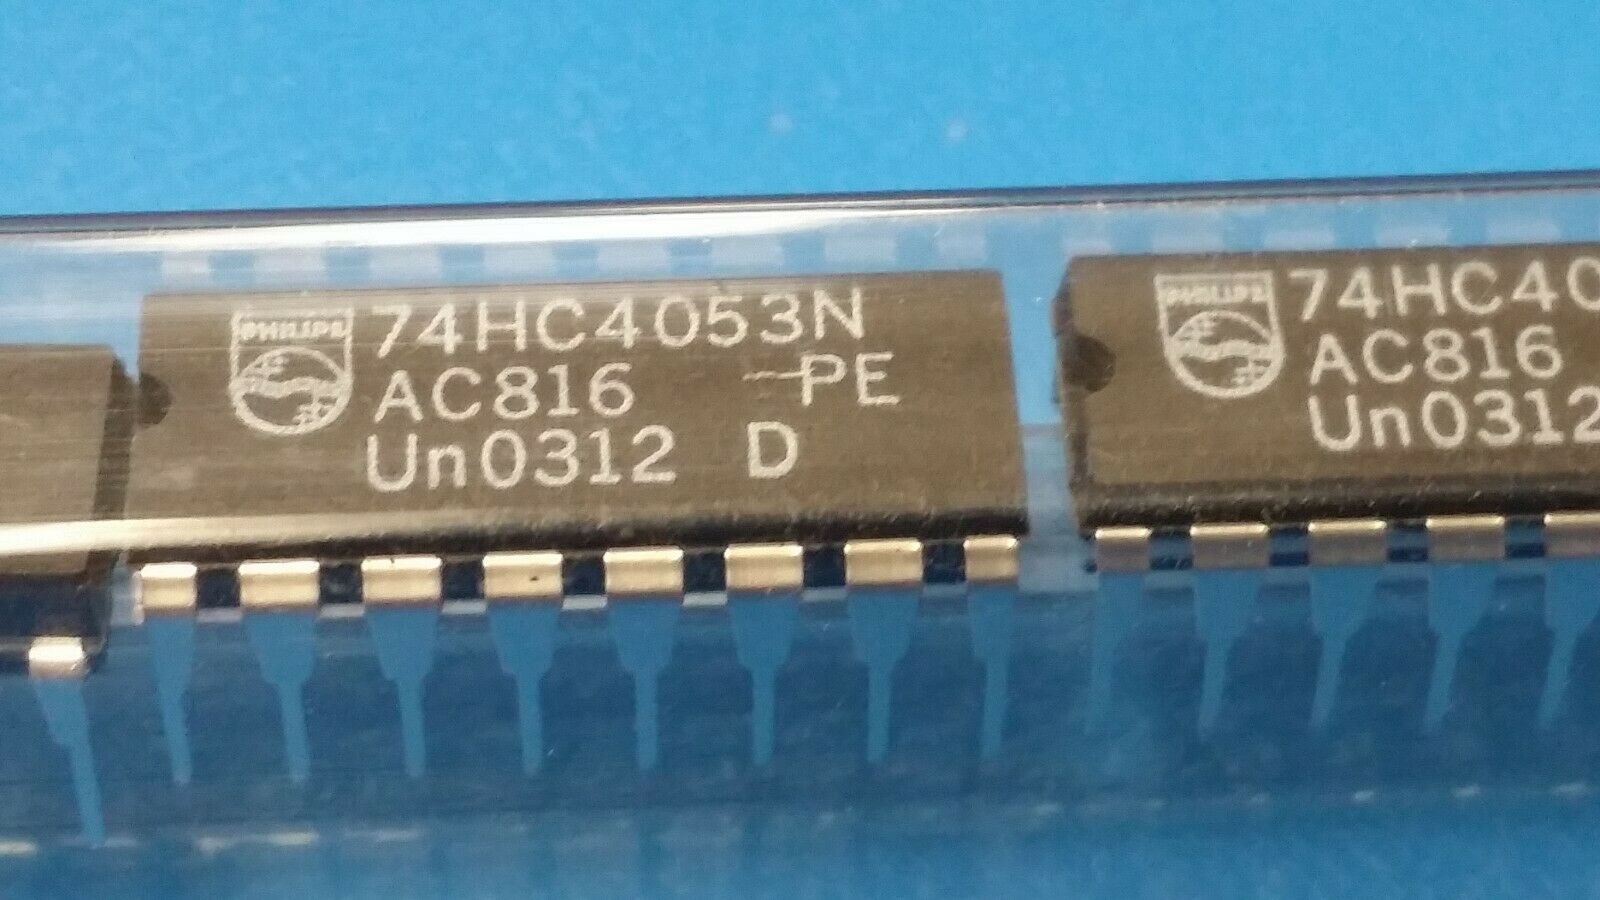 PHILIPS
74HC4053N
AC816 PE
Un0312 D
PHILIPS
74HC40
AC816
Un0312